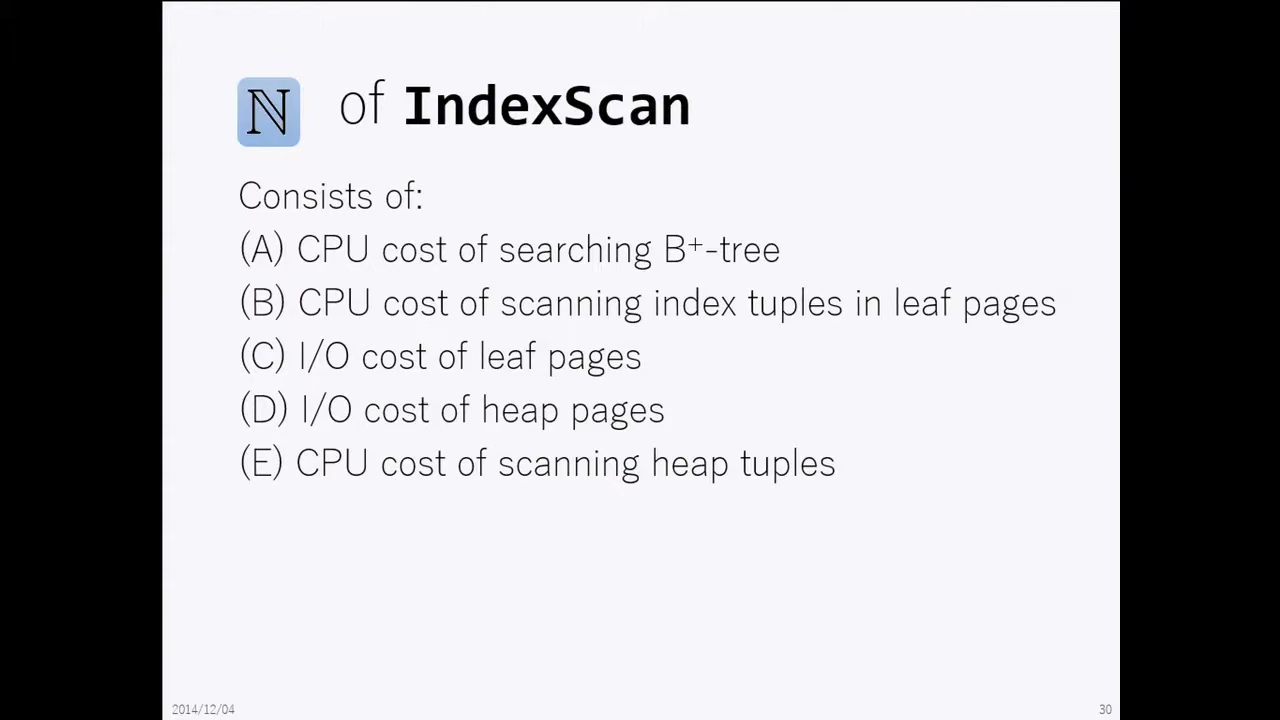 ℕ of IndexScan
Consists of:
(A) CPU cost of searching B⁺-tree
(B) CPU cost of scanning index tuples in leaf pages
(C) I/O cost of leaf pages
(D) I/O cost of heap pages
(E) CPU cost of scanning heap tuples
2014/12/04
30